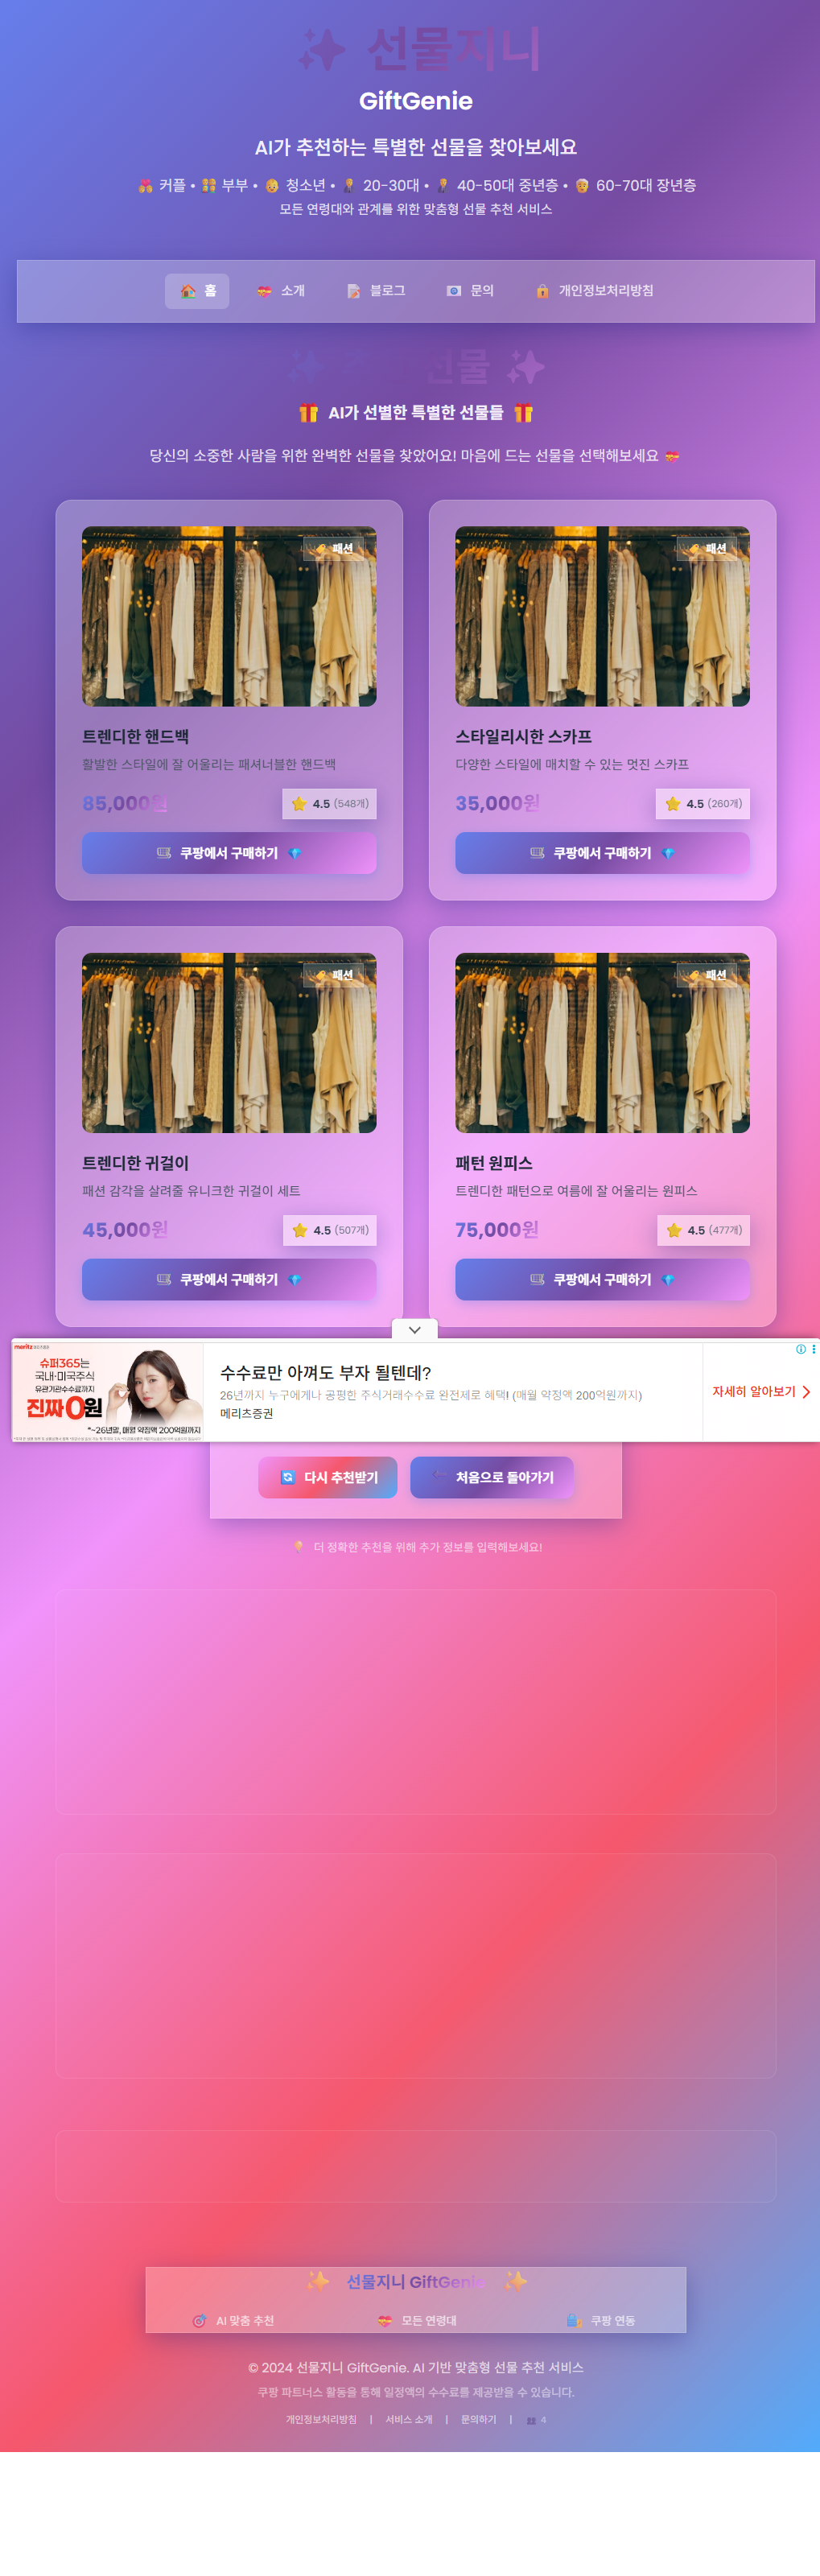 ✨ 선물지니
GiftGenie
AI가 추천하는 특별한 선물을 찾아보세요
커플 • 부부 • 청소년 • 20-30대 • 40-50대 중년층 • 60-70대 장년층
모든 연령대와 관계를 위한 맞춤형 선물 추천 서비스
홈 소개 블로그 문의 개인정보처리방침
선물 ✨
🎁 AI가 선별한 특별한 선물들 🎁
당신의 소중한 사람을 위한 완벽한 선물을 찾았어요! 마음에 드는 선물을 선택해보세요 💝
패션
트렌디한 핸드백
활발한 스타일에 잘 어울리는 패셔너블한 핸드백
85,000원
⭐ 4.5 (548개)
쿠팡에서 구매하기 💎
패션
스타일리시한 스카프
다양한 스타일에 매치할 수 있는 멋진 스카프
35,000원
⭐ 4.5 (260개)
쿠팡에서 구매하기 💎
패션
트렌디한 귀걸이
패션 감각을 살려줄 유니크한 귀걸이 세트
45,000원
⭐ 4.5 (507개)
쿠팡에서 구매하기 💎
패션
패턴 원피스
트렌디한 패턴으로 여름에 잘 어울리는 원피스
75,000원
⭐ 4.5 (477개)
쿠팡에서 구매하기 💎
meritz
슈퍼365는
국내·미국주식
유관기관수수료까지
진짜0원
*~26년말, 매월 약정액 200억원까지
수수료만 아껴도 부자 될텐데?
26년까지 누구에게나 공평한 주식거래수수료 완전제로 혜택! (매월 약정액 200억원까지)
메리츠증권
자세히 알아보기
다시 추천받기
처음으로 돌아가기
더 정확한 추천을 위해 추가 정보를 입력해보세요!
✨ 선물지니 GiftGenie ✨
AI 맞춤 추천
모든 연령대
쿠팡 연동
© 2024 선물지니 GiftGenie. AI 기반 맞춤형 선물 추천 서비스
쿠팡 파트너스 활동을 통해 일정액의 수수료를 제공받을 수 있습니다.
개인정보처리방침 | 서비스 소개 | 문의하기 | 👥 4